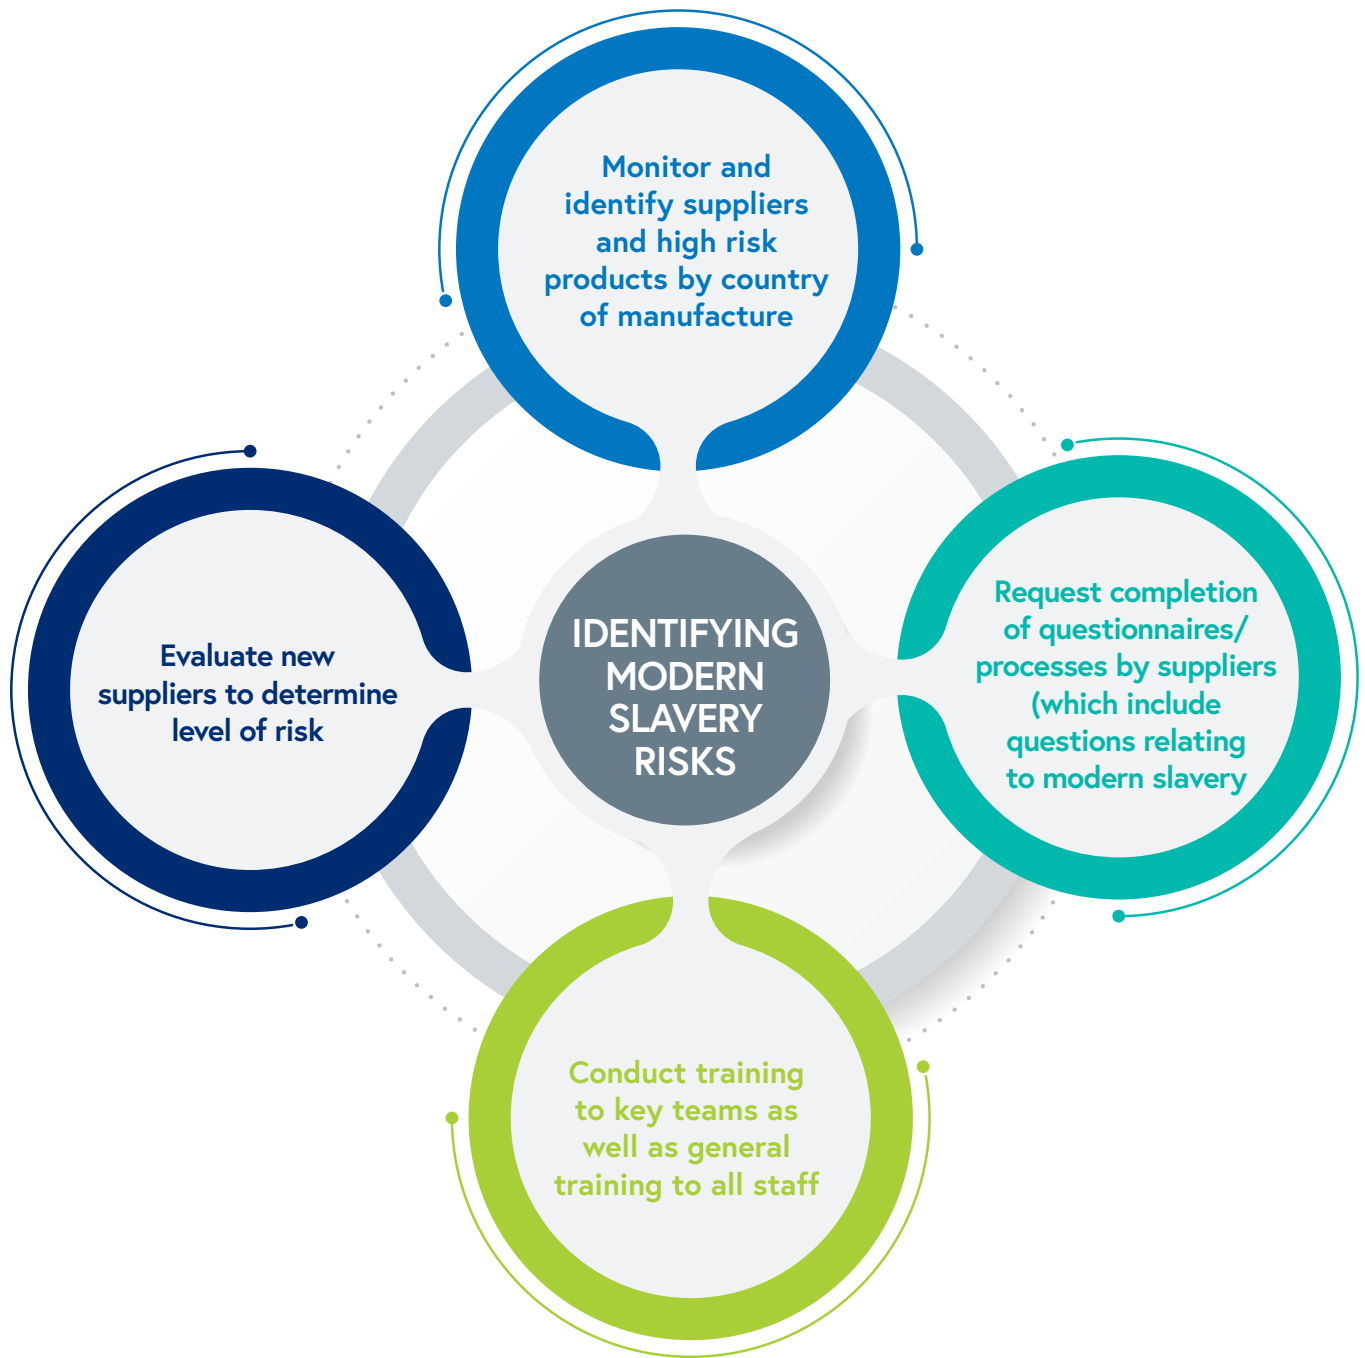 Monitor and
identify suppliers
and high risk
products by country
of manufacture
Evaluate new
suppliers to determine
level of risk
IDENTIFYING
MODERN
SLAVERY
RISKS
Request completion
of questionnaires/
processes by suppliers
(which include
questions relating
to modern slavery
Conduct training
to key teams as
well as general
training to all staff